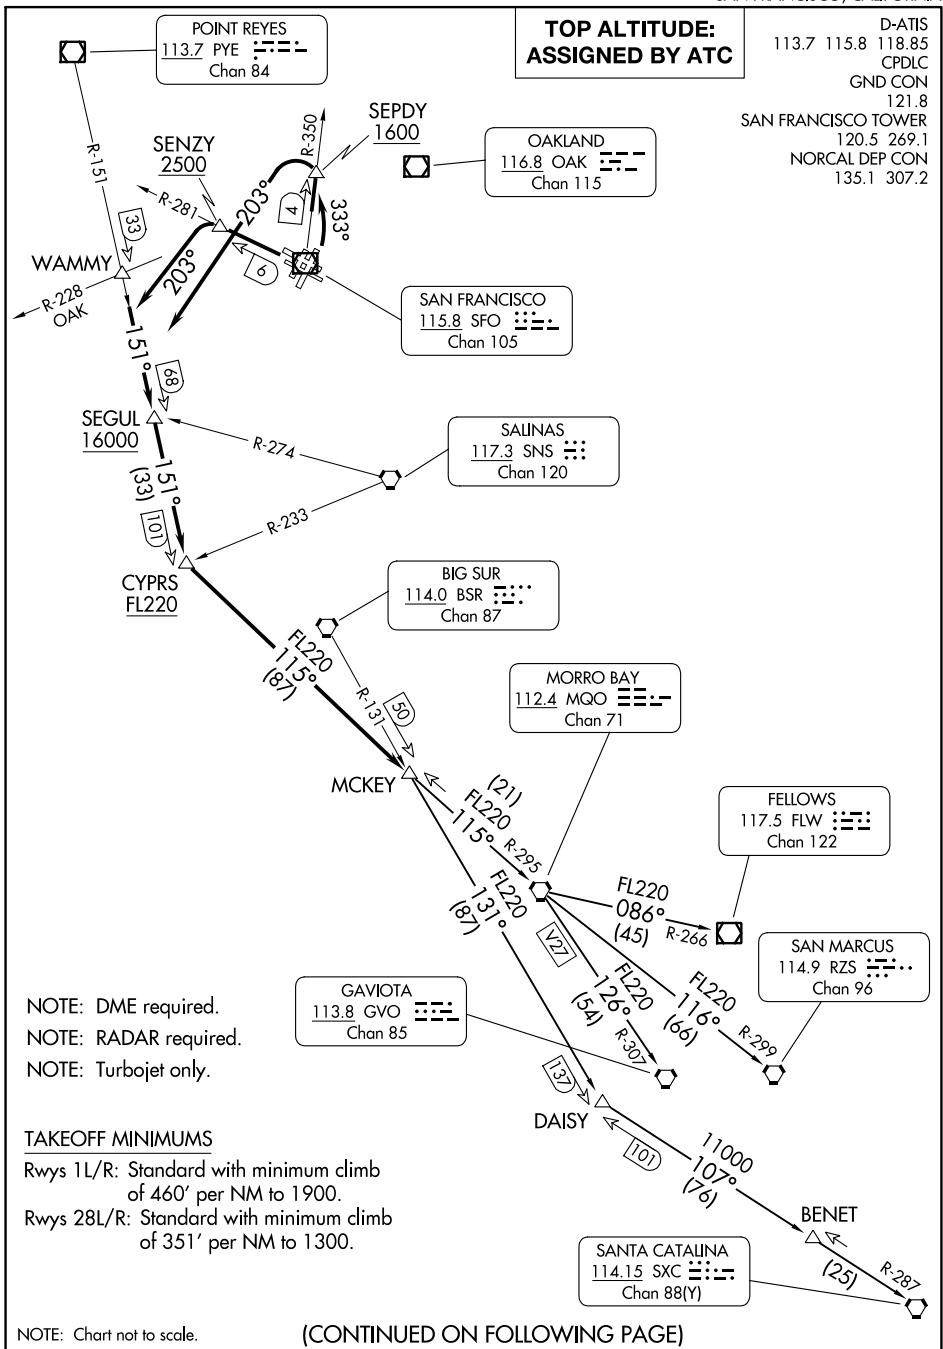 POINT REYES
113.7 PYE
Chan 84
TOP ALTITUDE:
ASSIGNED BY ATC
D-ATIS
113.7 115.8 118.85
CPDLC
GND CON
121.8
SAN FRANCISCO TOWER
120.5 269.1
NORCAL DEP CON
135.1 307.2
SEPDY
1600
R-350
SENZY
2500
OAKLAND
116.8 OAK
Chan 115
R-151
R-281
203°
4
333°
33
WAMMY
203°
6
R-228
OAK
SAN FRANCISCO
115.8 SFO
Chan 105
151°
68
SEGUL
16000
R-274
SALINAS
117.3 SNS
Chan 120
151°
(33)
101
R-233
CYPRS
FL220
BIG SUR
114.0 BSR
Chan 87
FL220
115°
(87)
R-131
50
MORRO BAY
112.4 MQO
Chan 71
MCKEY
(21)
FL220
115°
R-295
FELLOWS
117.5 FLW
Chan 122
FL220
131°
(87)
FL220
086°
(45)
R-266
V27
SAN MARCUS
114.9 RZS
Chan 96
FL220
126°
(54)
R-307
FL220
116°
(66)
R-299
GAVIOTA
113.8 GVO
Chan 85
NOTE: DME required.
NOTE: RADAR required.
NOTE: Turbojet only.
137
DAISY
101
11000
107°
(76)
BENET
TAKEOFF MINIMUMS
Rwys 1L/R: Standard with minimum climb
of 460' per NM to 1900.
Rwys 28L/R: Standard with minimum climb
of 351' per NM to 1300.
SANTA CATALINA
114.15 SXC
Chan 88(Y)
(25)
R-287
NOTE: Chart not to scale.
(CONTINUED ON FOLLOWING PAGE)